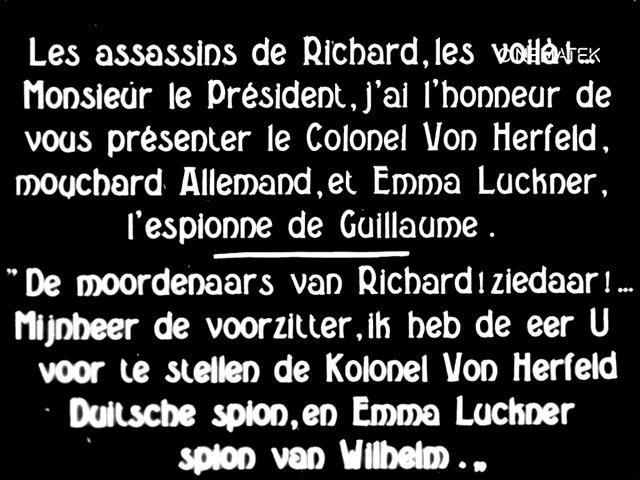 Les assassins de Richard, les voilà!...
CINEMATEK
Monsieur le Président, j'ai l'honneur de
vous présenter le Colonel Von Herfeld,
mouchard Allemand, et Emma Luckner,
l'espionne de Guillaume.
"De moordenaars van Richard! ziedaar!...
Mijnheer de voorzitter, ik heb de eer U
voor te stellen de Kolonel Von Herfeld
Duitsche spion, en Emma Luckner
spion van Wilhelm."